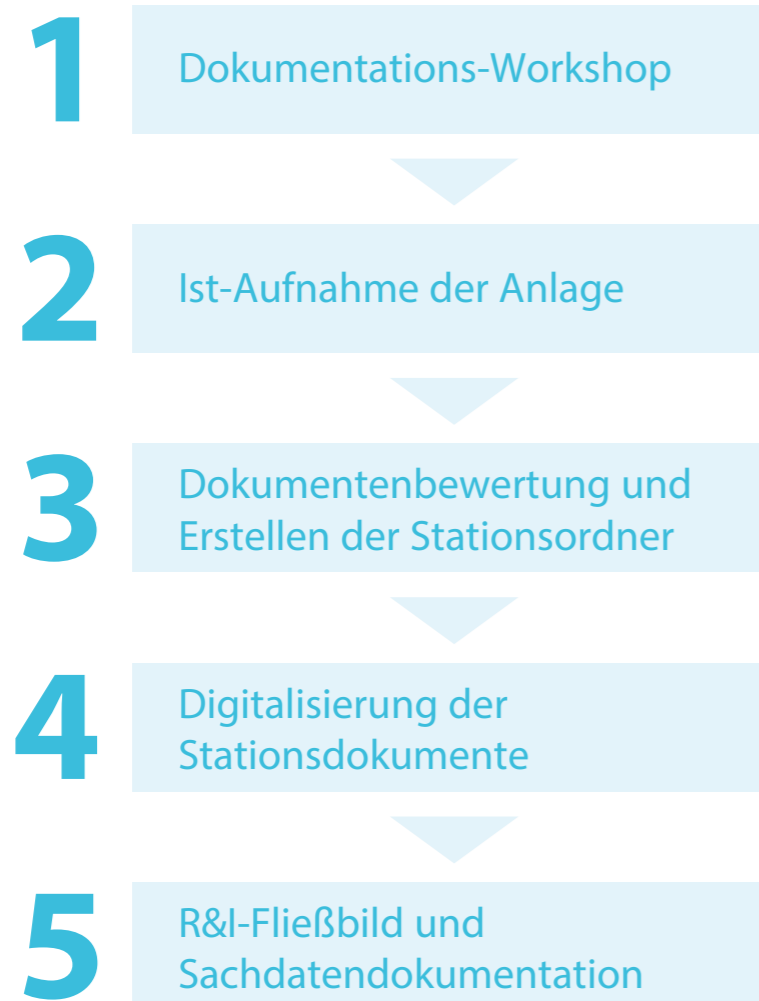 1
Dokumentations-Workshop
2
Ist-Aufnahme der Anlage
3
Dokumentenbewertung und
Erstellen der Stationsordner
4
Digitalisierung der
Stationsdokumente
5
R&I-Fließbild und
Sachdatendokumentation